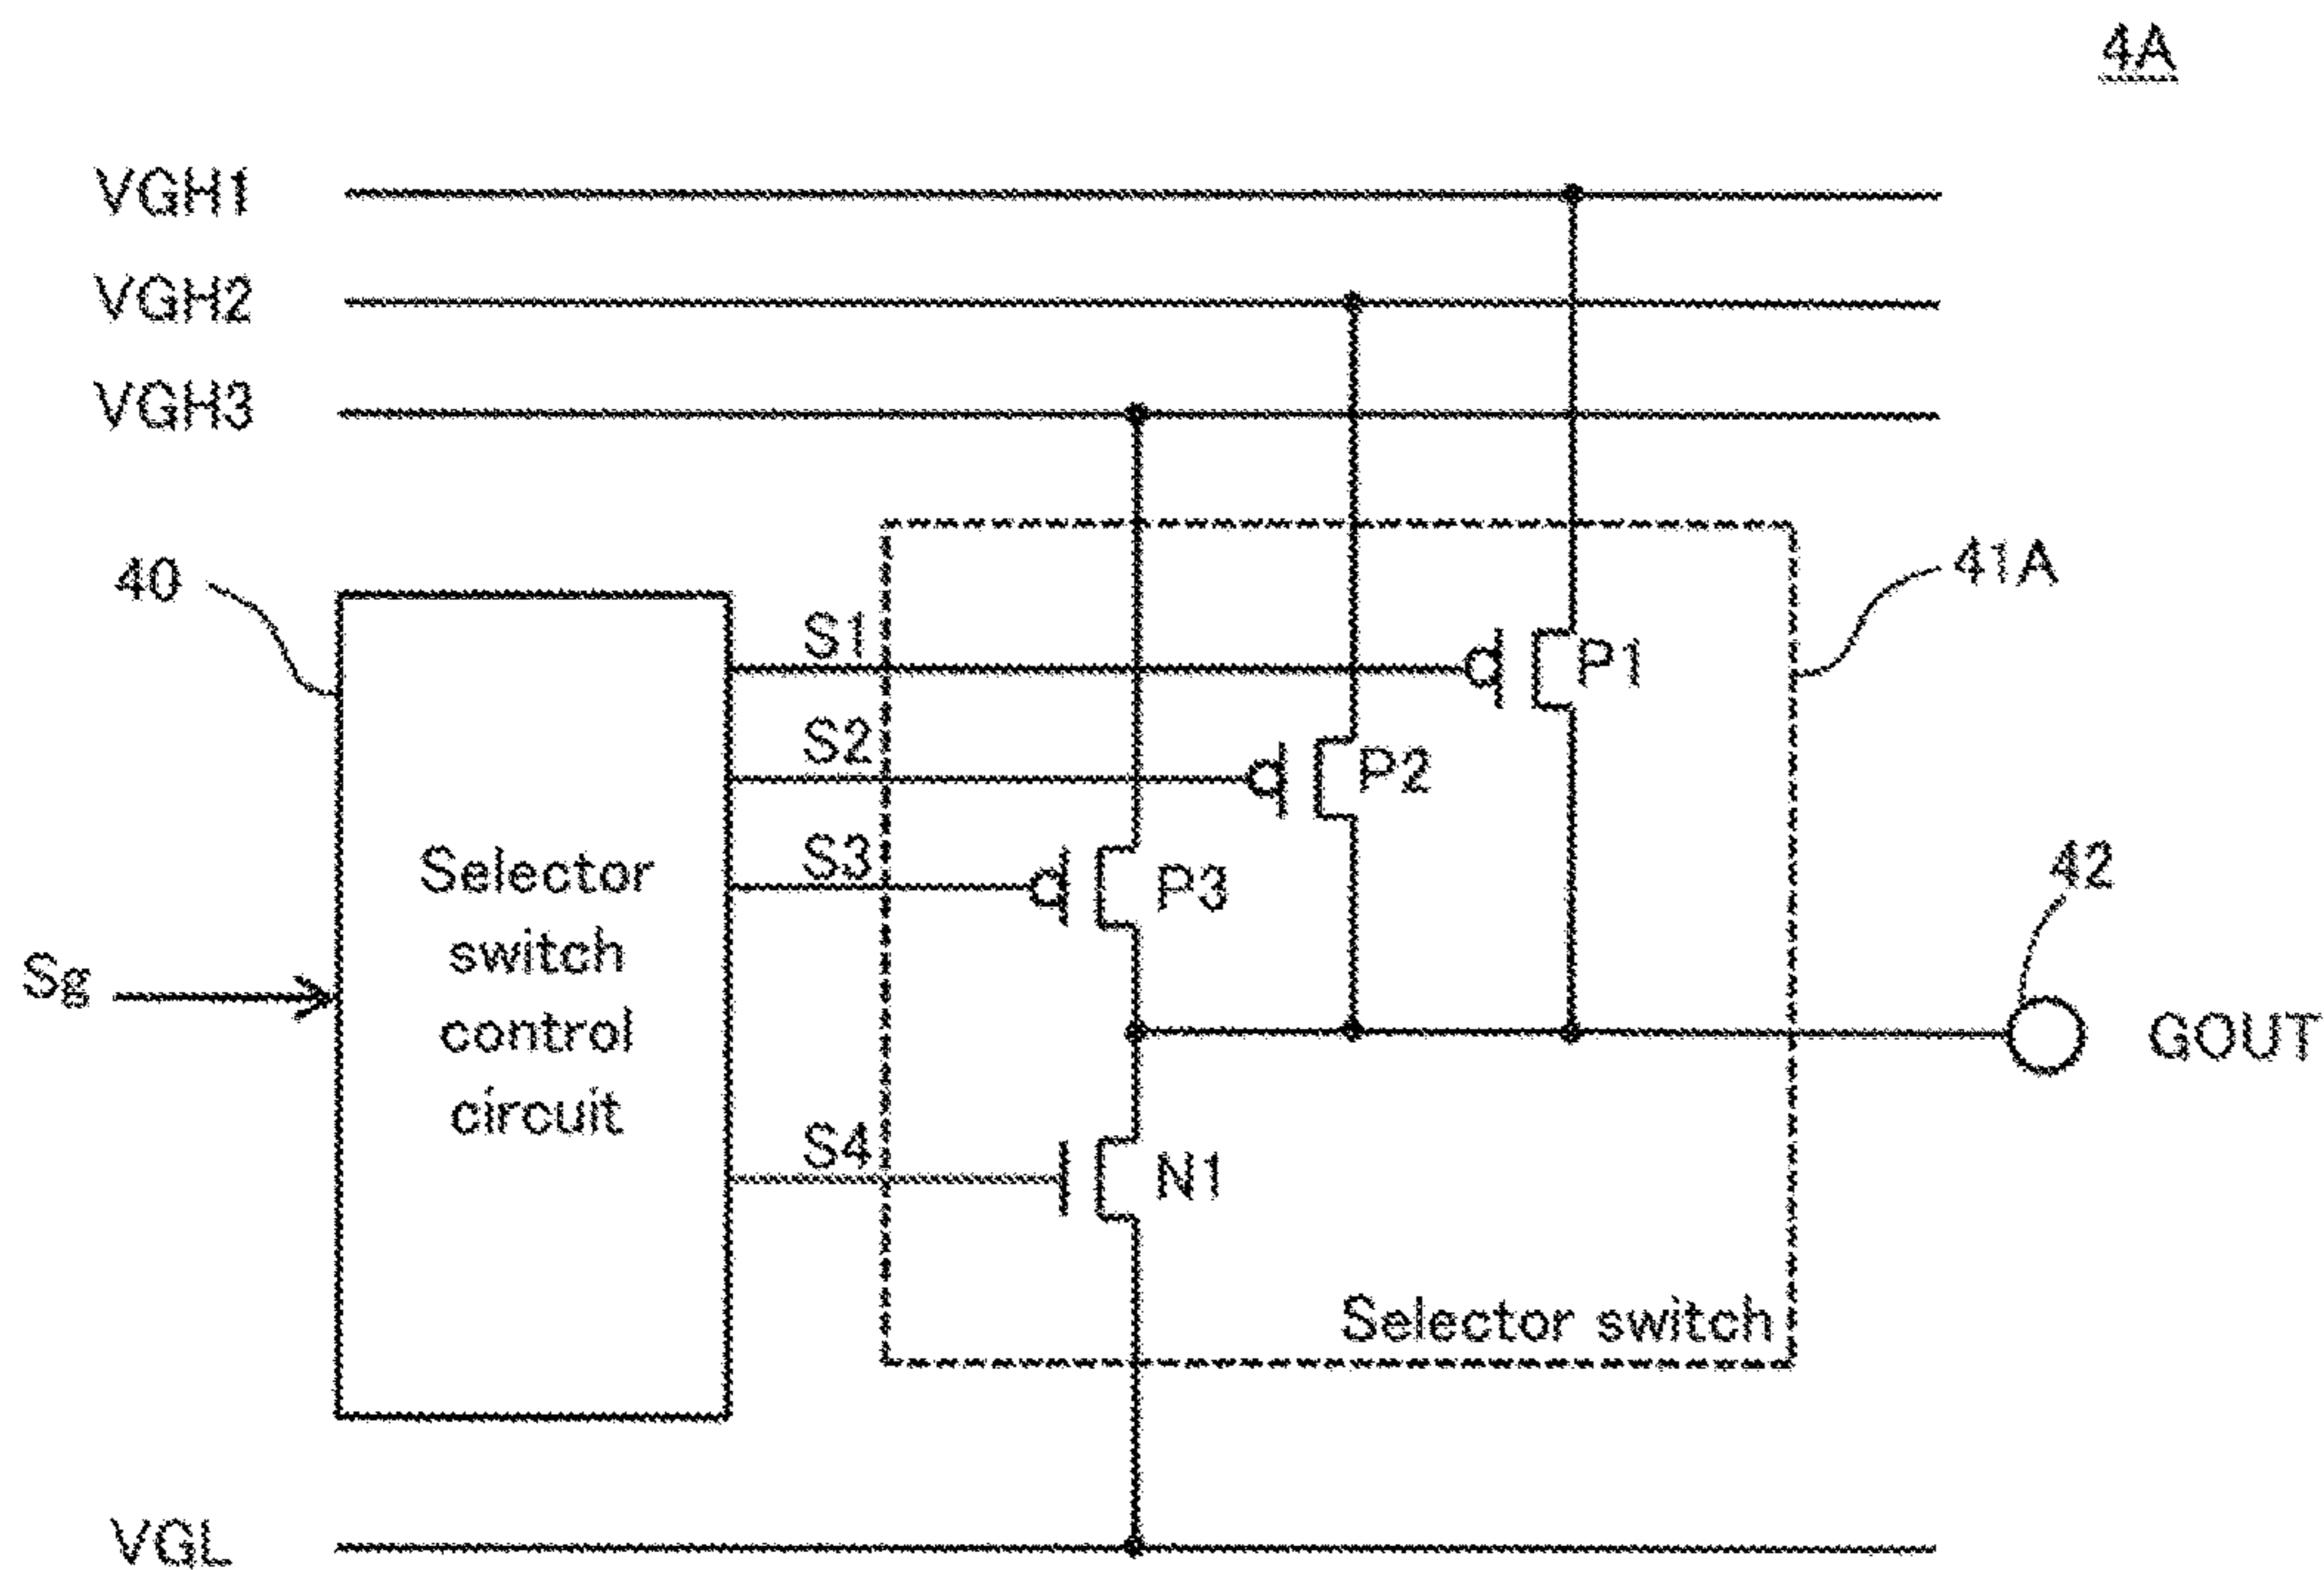 4A
VGH1
VGH2
VGH3
40
41A
S1
P1
S2
P2
S3
P3
42
Selector
switch
control
circuit
Sg
GOUT
S4
N1
Selector switch
VGL